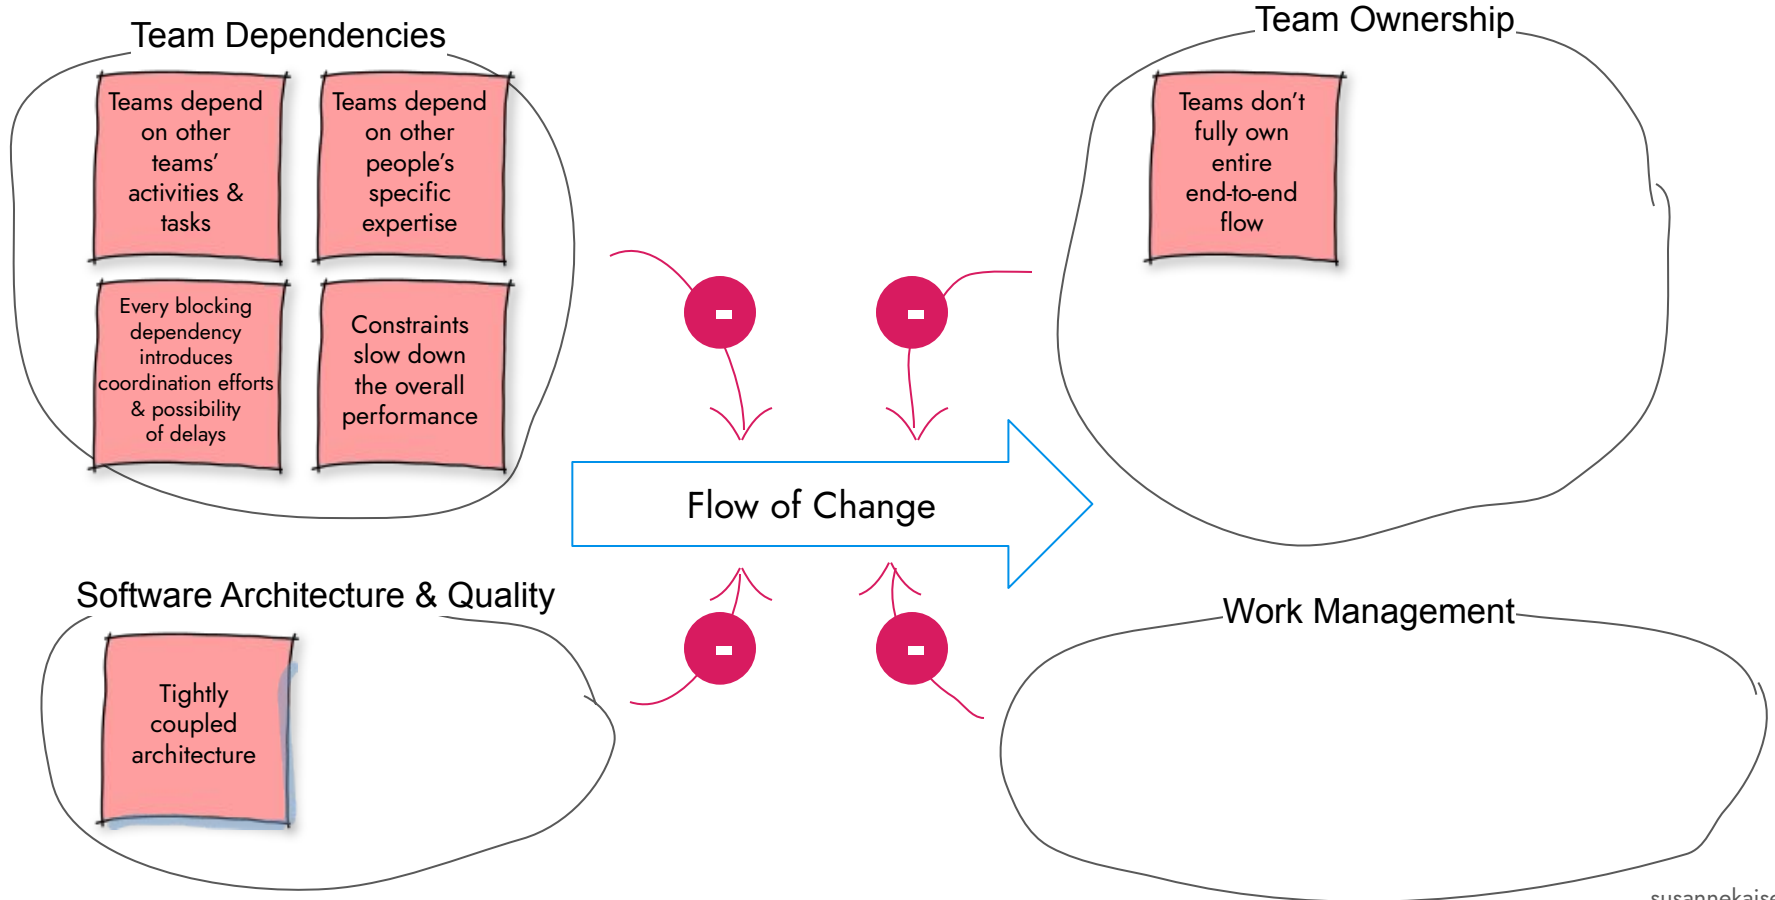 Team Dependencies
Teams depend
on other
teams’
activities &
tasks
Teams depend
on other
people’s
specific
expertise
Every blocking
dependency
introduces
coordination efforts
& possibility
of delays
Constraints
slow down
the overall
performance
Team Ownership
Teams don’t
fully own
entire
end-to-end
flow
-
-
Flow of Change
-
-
Software Architecture & Quality
Tightly
coupled
architecture
Work Management